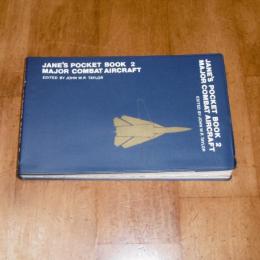 JANE'S POCKET BOOK 2
MAJOR COMBAT AIRCRAFT
EDITED BY JOHN W.R. TAYLOR
JANE'S POCKET BOOK 2
MAJOR COMBAT AIRCRAFT
EDITED BY JOHN W.R. TAYLOR